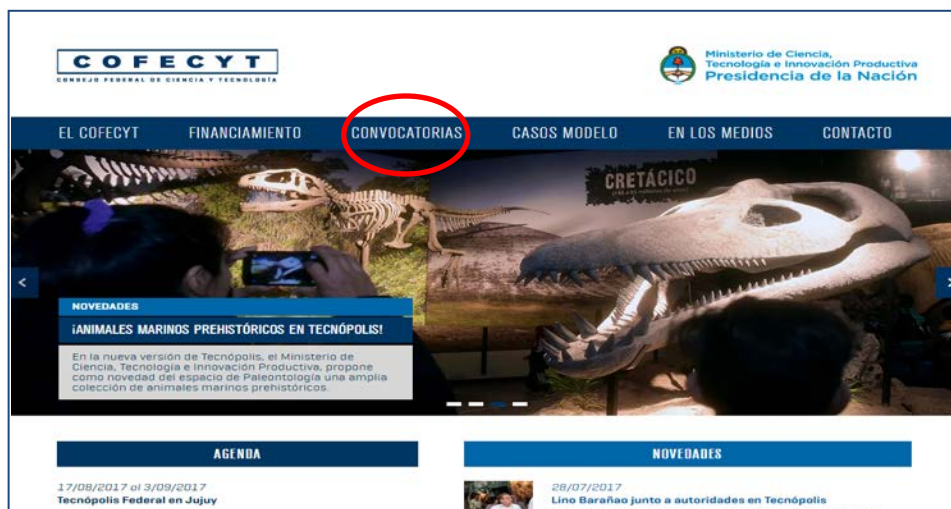 COFECYT
CONSEJO FEDERAL DE CIENCIA Y TECNOLOGÍA
Ministerio de Ciencia,
Tecnología e Innovación Productiva
Presidencia de la Nación
EL COFECYT FINANCIAMIENTO CONVOCATORIAS CASOS MODELO EN LOS MEDIOS CONTACTO
CRETÁCICO
<
>
NOVEDADES
¡ANIMALES MARINOS PREHISTÓRICOS EN TECNÓPOLIS!
En la nueva versión de Tecnópolis, el Ministerio de
Ciencia, Tecnología e Innovación Productiva, propone
como novedad del espacio de Paleontología una amplia
colección de animales marinos prehistóricos.
AGENDA
17/08/2017 al 3/09/2017
Tecnópolis Federal en Jujuy
NOVEDADES
28/07/2017
Lino Barañao junto a autoridades en Tecnópolis